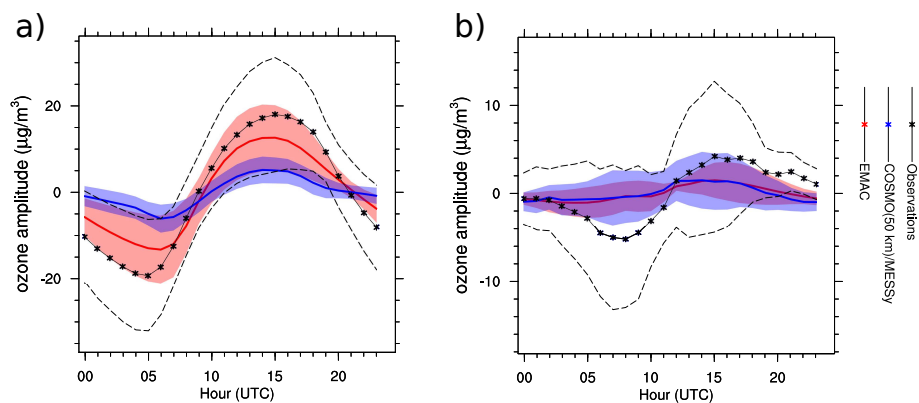 a)
ozone amplitude (µg/m³)
20
0
-20
00
05
10
15
20
Hour (UTC)
b)
ozone amplitude (µg/m³)
10
0
-10
00
05
10
15
20
Hour (UTC)
Observations
COSMO(50 km)/MESSy
EMAC